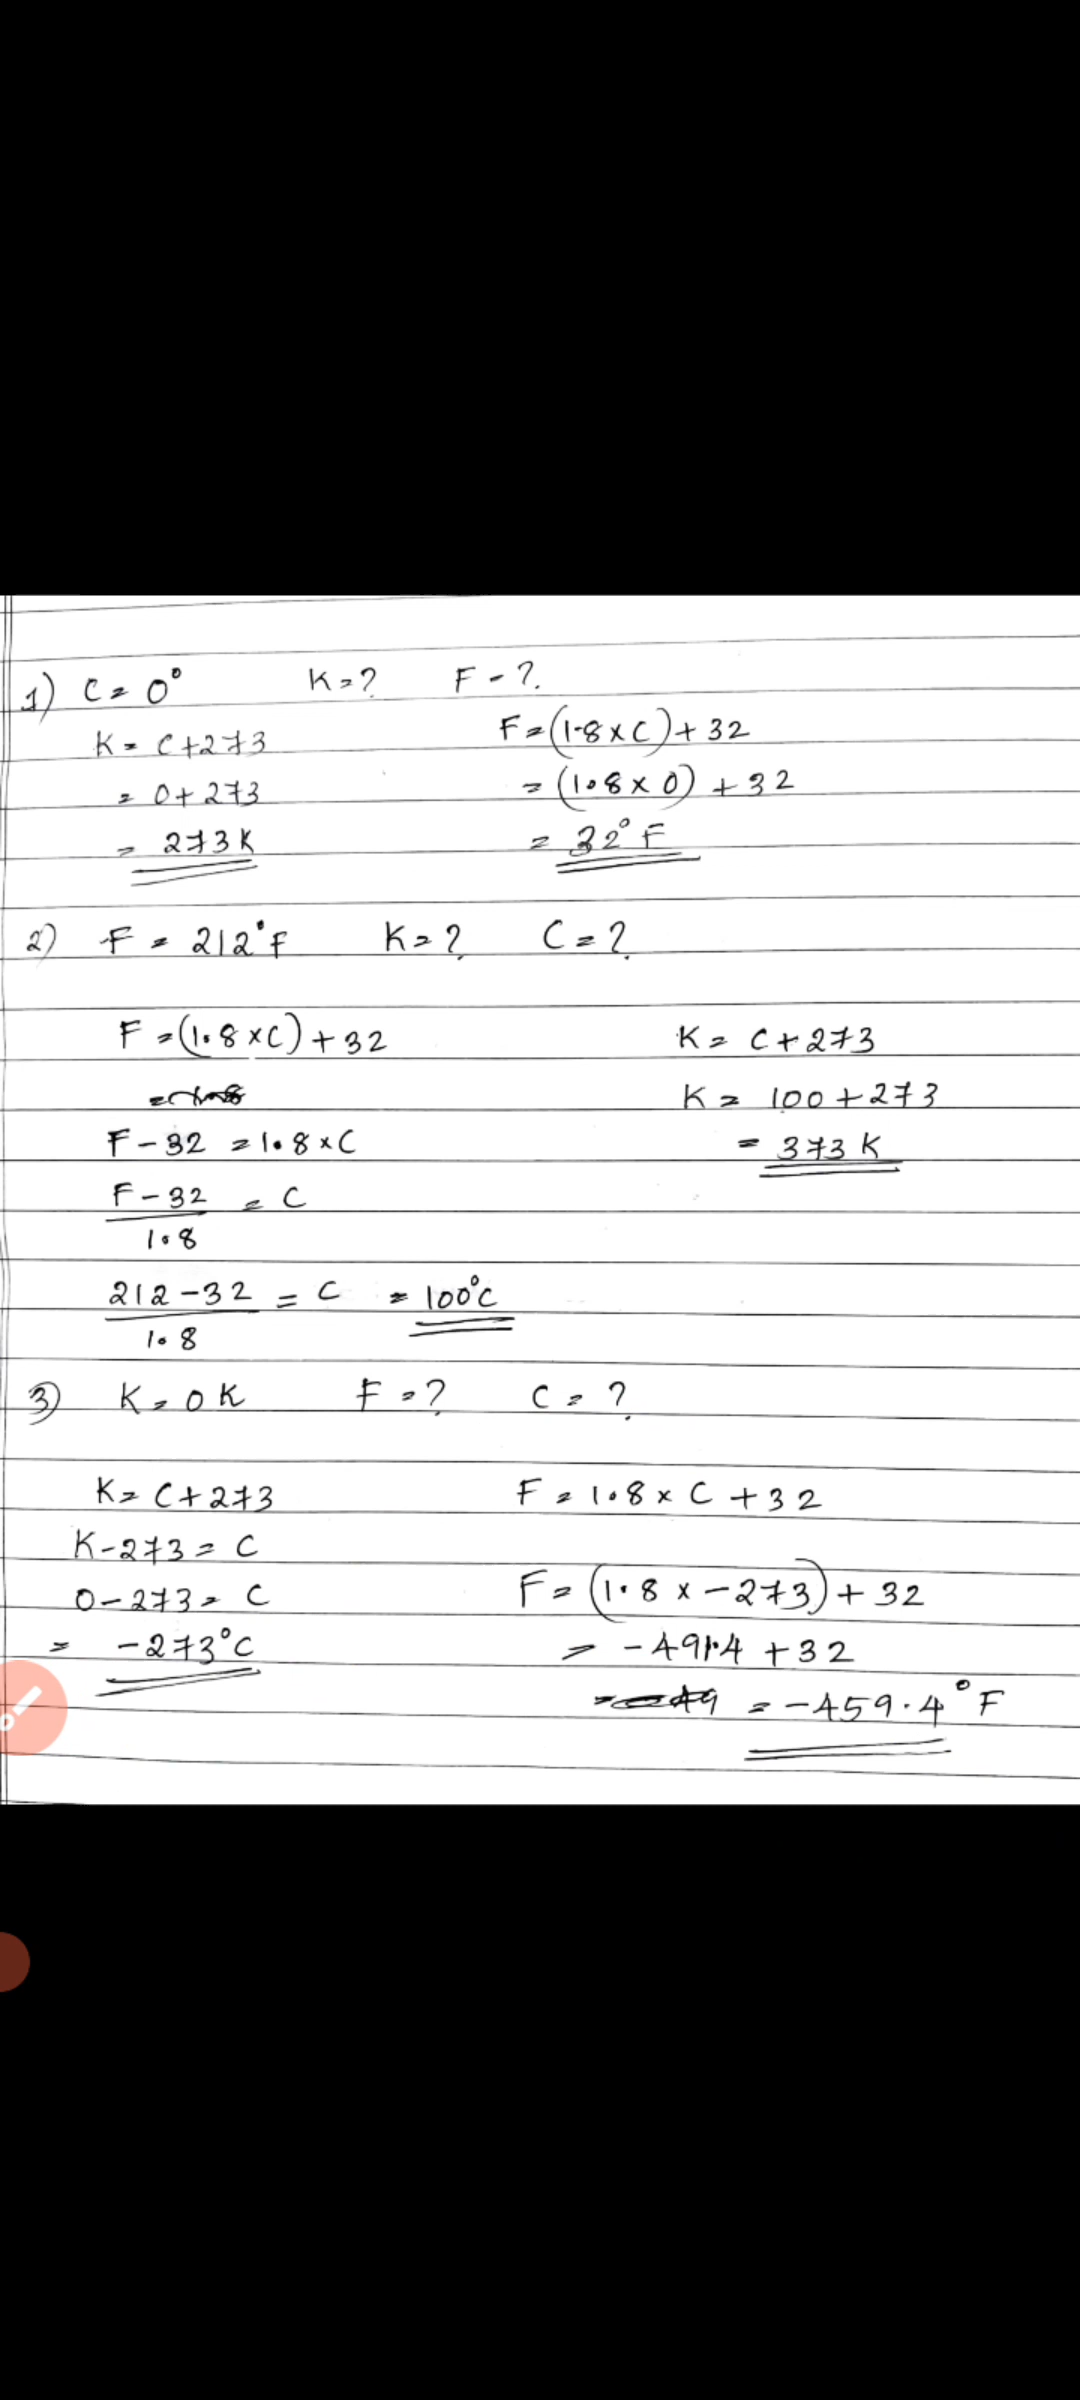 1) C = 0° K = ? F - ?.
K = C + 273 F = (1.8 × C) + 32
= 0 + 273 = (1.8 × 0) + 32
= 273 K = 32° F
2) F = 212°F K = ? C = ?
F = (1.8 × C) + 32 K = C + 273
K = 100 + 273
F - 32 = 1.8 × C = 373 K
F - 32 = C
1.8
212 - 32 = C = 100°C
1.8
3) K = 0 K F = ? C = ?
K = C + 273 F = 1.8 × C + 32
K - 273 = C
0 - 273 = C F = (1.8 × -273) + 32
= -273°C = -491.4 + 32
= -459.4° F